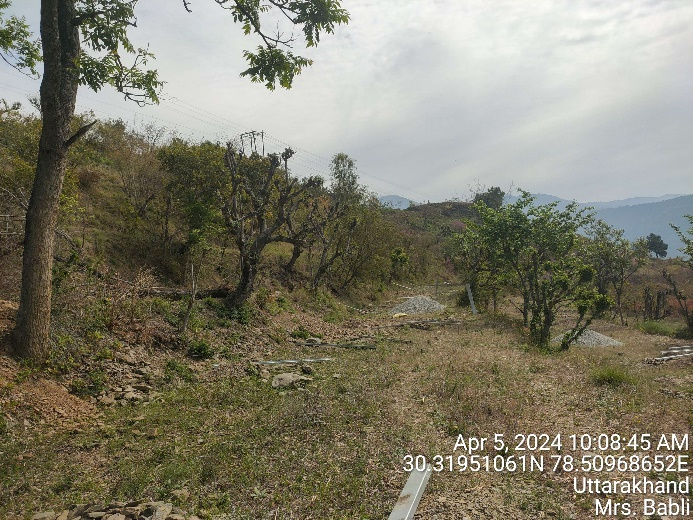 Apr 5, 2024 10:08:45 AM
30.31951061N 78.50968652E
Uttarakhand
Mrs. Babli